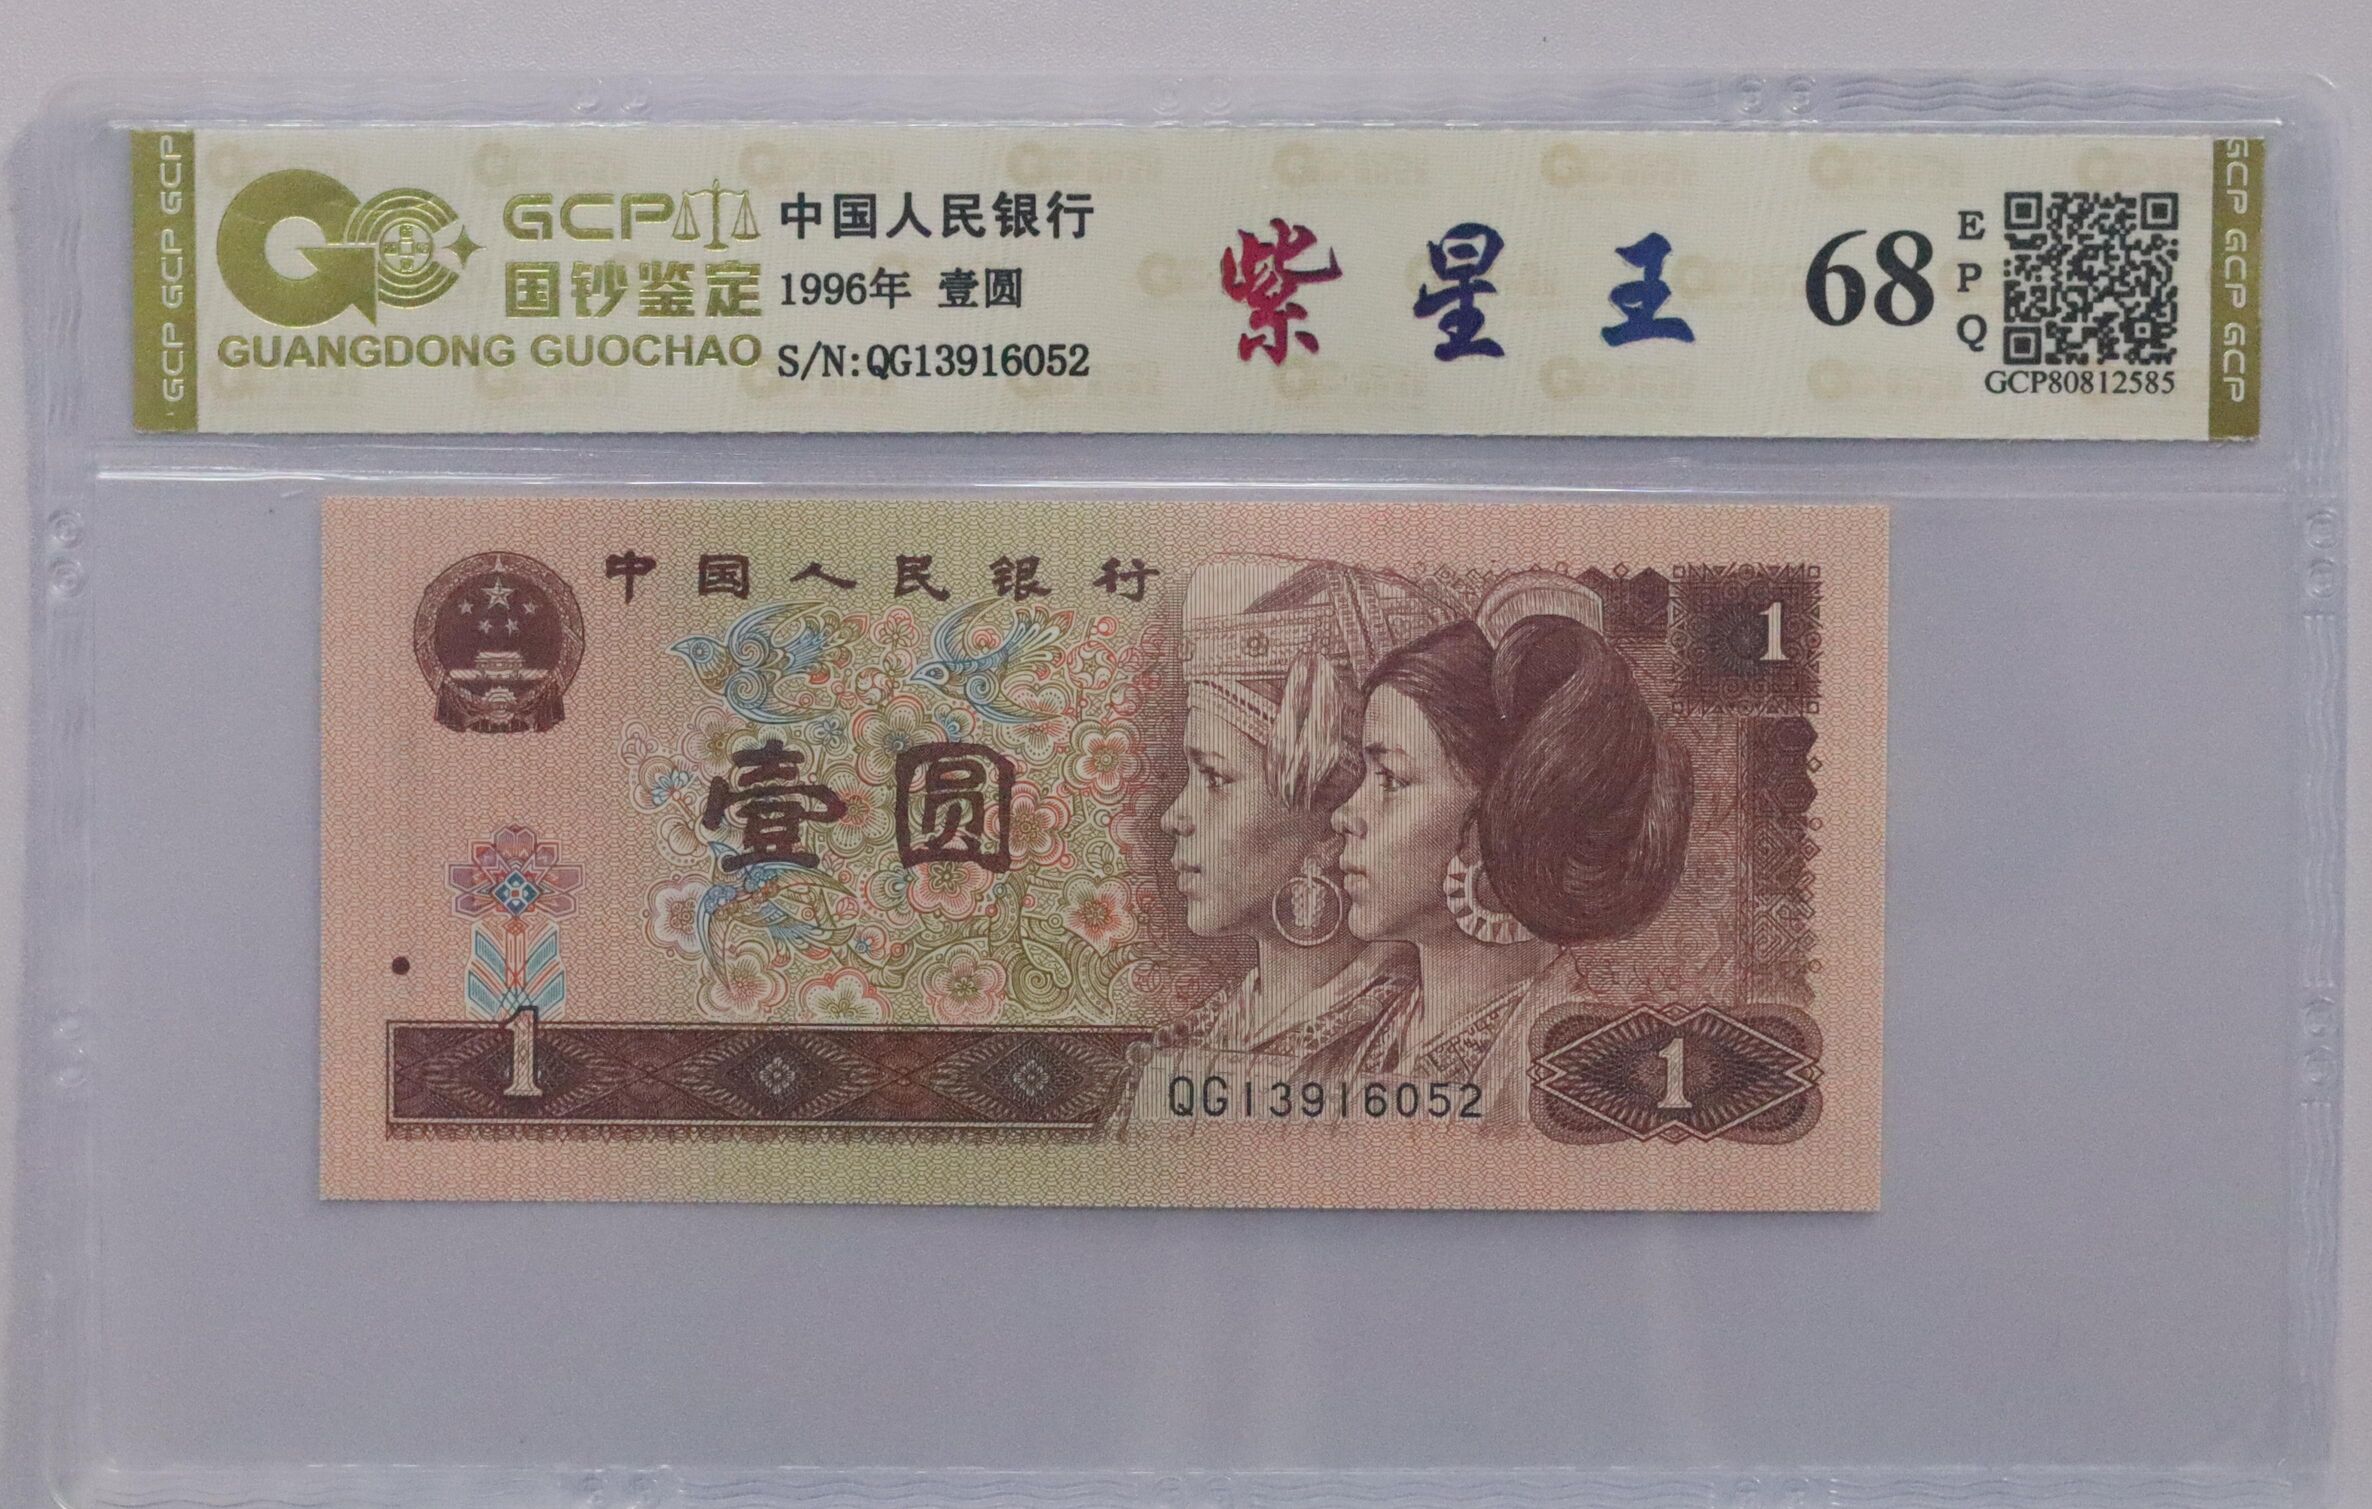 GCP GCP GCP
GCP
国钞鉴定
GUANGDONG GUOCHAO
中国人民银行
1996年 壹圆
S/N:QG13916052
紫星王
68
EPQ
GCP80812585
GCP GCP GCP
中国人民银行
1
壹圆
1
QG13916052
1